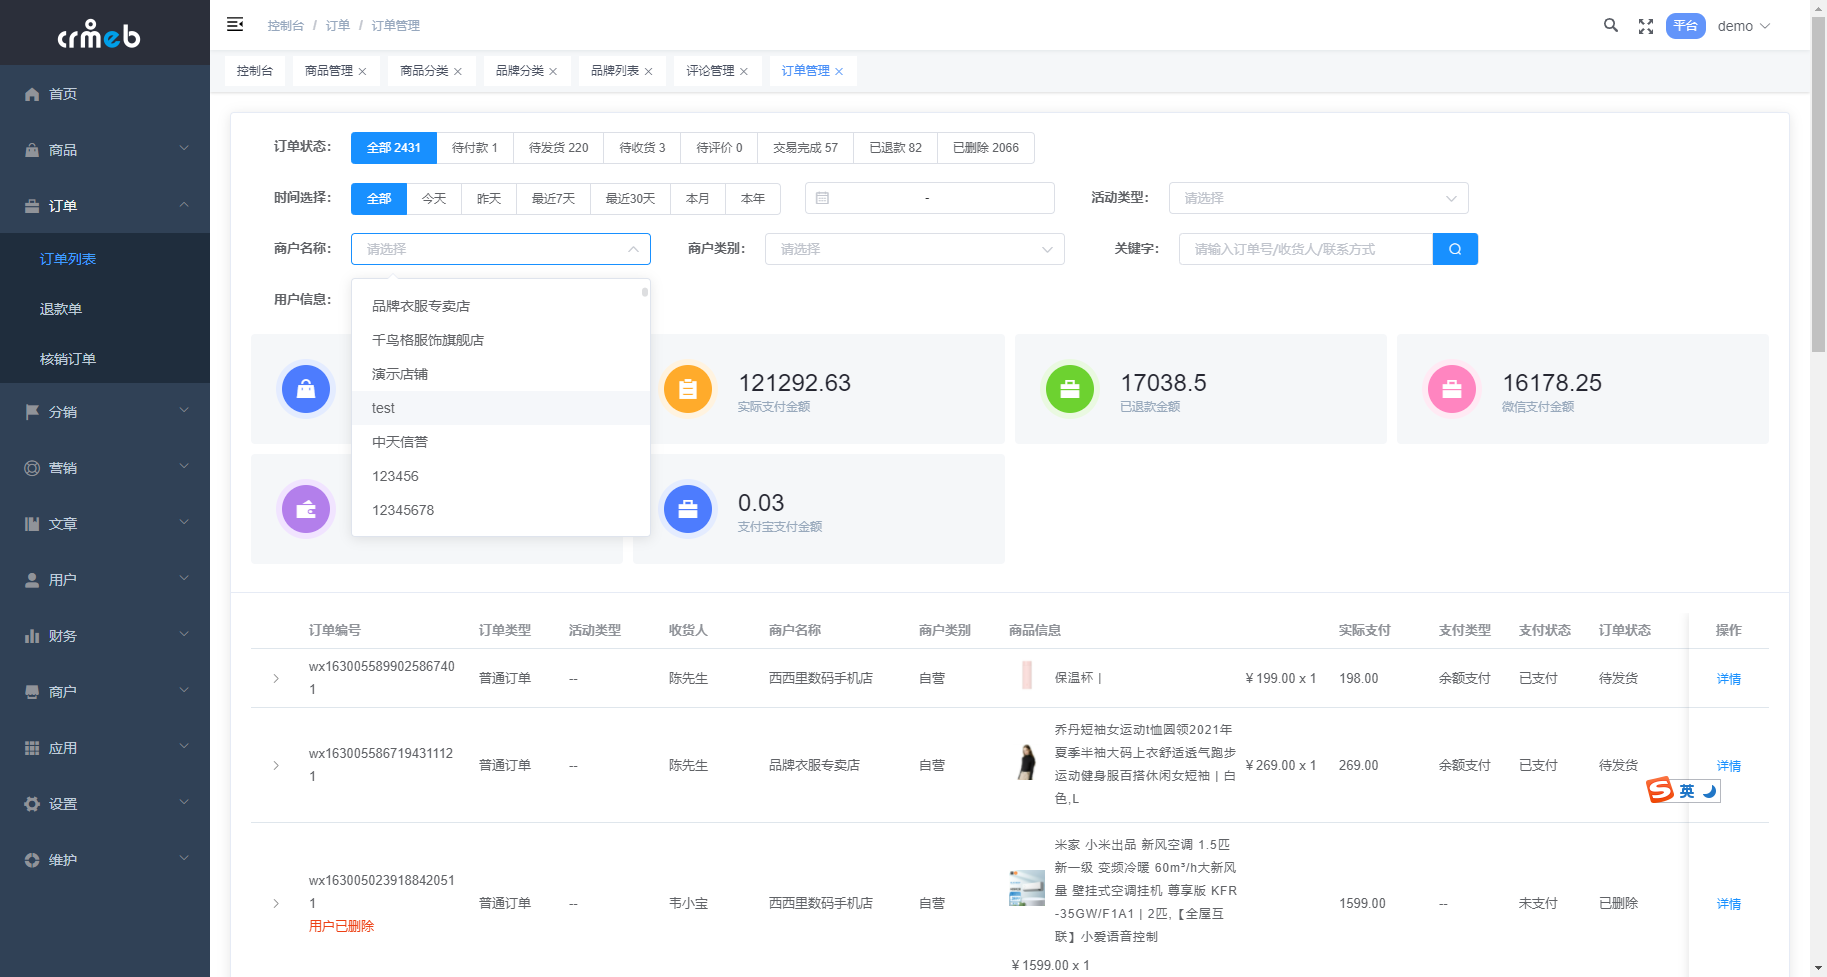 crmeb
控制台 / 订单 / 订单管理
平台
demo
控制台
商品管理 ×
商品分类 ×
品牌分类 ×
品牌列表 ×
评论管理 ×
订单管理 ×
首页
商品
订单
订单列表
退款单
核销订单
分销
营销
文章
用户
财务
商户
应用
设置
维护
订单状态： 全部 2431 待付款 1 待发货 220 待收货 3 待评价 0 交易完成 57 已退款 82 已删除 2066
时间选择： 全部 今天 昨天 最近7天 最近30天 本月 本年 - 活动类型： 请选择
商户名称： 请选择 商户类别： 请选择 关键字： 请输入订单号/收货人/联系方式
用户信息：
品牌衣服专卖店
千鸟格服饰旗舰店
演示店铺
test
中天信誉
123456
12345678
121292.63
实际支付金额
17038.5
已退款金额
16178.25
微信支付金额
0.03
支付宝支付金额
订单编号 订单类型 活动类型 收货人 商户名称 商户类别 商品信息 实际支付 支付类型 支付状态 订单状态 操作
wx163005589902586740
1
普通订单 -- 陈先生 西西里数码手机店 自营 保温杯 | ¥ 199.00 x 1 198.00 余额支付 已支付 待发货 详情
wx163005586719431112
1
普通订单 -- 陈先生 品牌衣服专卖店 自营
乔丹短袖女运动t恤圆领2021年
夏季半袖大码上衣舒适透气跑步
运动健身服百搭休闲女短袖 | 白
色,L
¥ 269.00 x 1 269.00 余额支付 已支付 待发货 详情
英
wx163005023918842051
1
用户已删除
普通订单 -- 韦小宝 西西里数码手机店 自营
米家 小米出品 新风空调 1.5匹
新一级 变频冷暖 60m³/h大新风
量 壁挂式空调挂机 尊享版 KFR
-35GW/F1A1 | 2匹,【全屋互
联】小爱语音控制
¥ 1599.00 x 1
1599.00 -- 未支付 已删除 详情